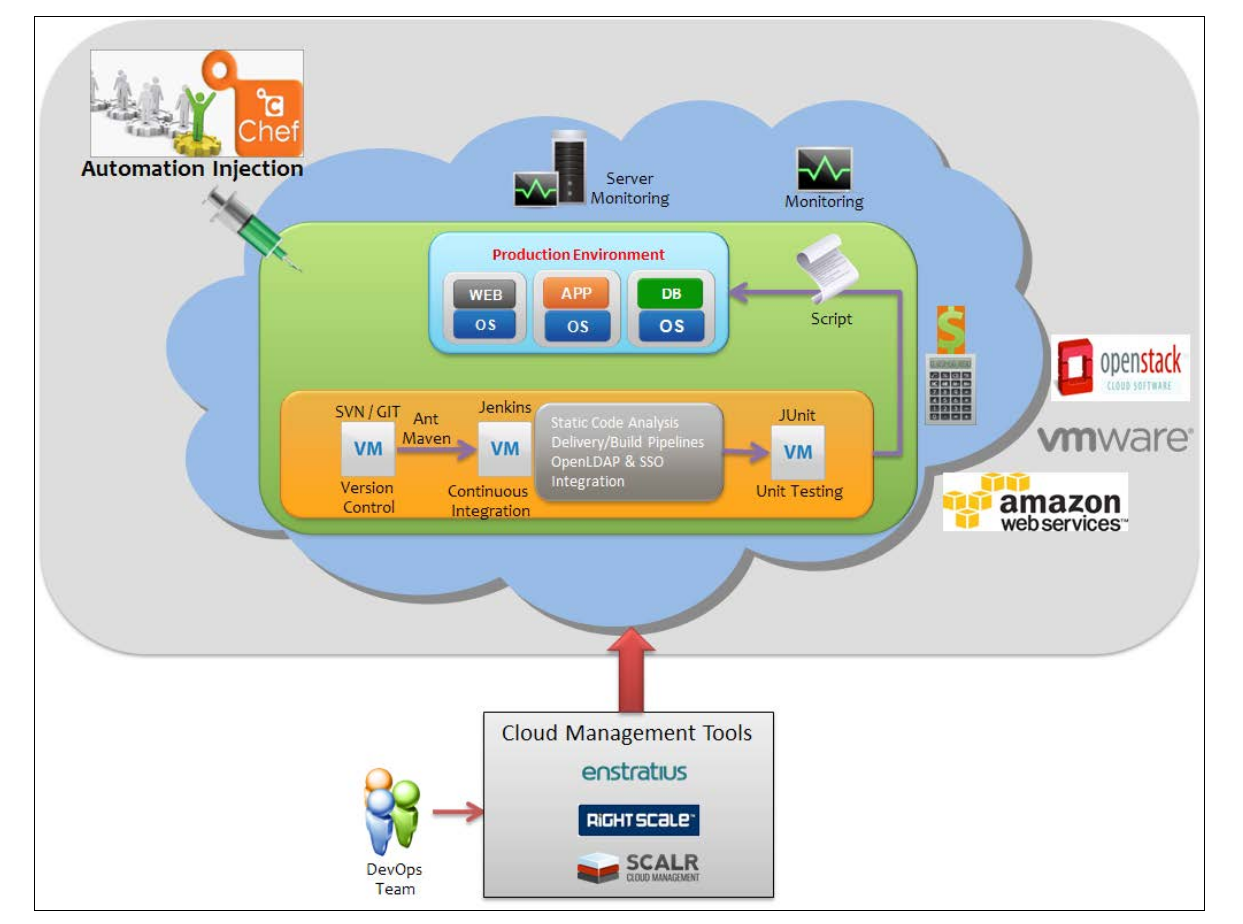 Chef
Automation Injection
Server
Monitoring
Monitoring
Production Environment
WEB
OS
APP
OS
DB
OS
Script
openstack
CLOUD SOFTWARE
vmware
amazon
web services™
SVN / GIT
VM
Version
Control
Ant
Maven
Jenkins
VM
Continuous
Integration
Static Code Analysis
Delivery/Build Pipelines
OpenLDAP & SSO
Integration
JUnit
VM
Unit Testing
Cloud Management Tools
enstratius
RIGHTSCALE™
SCALR
CLOUD MANAGEMENT
DevOps
Team